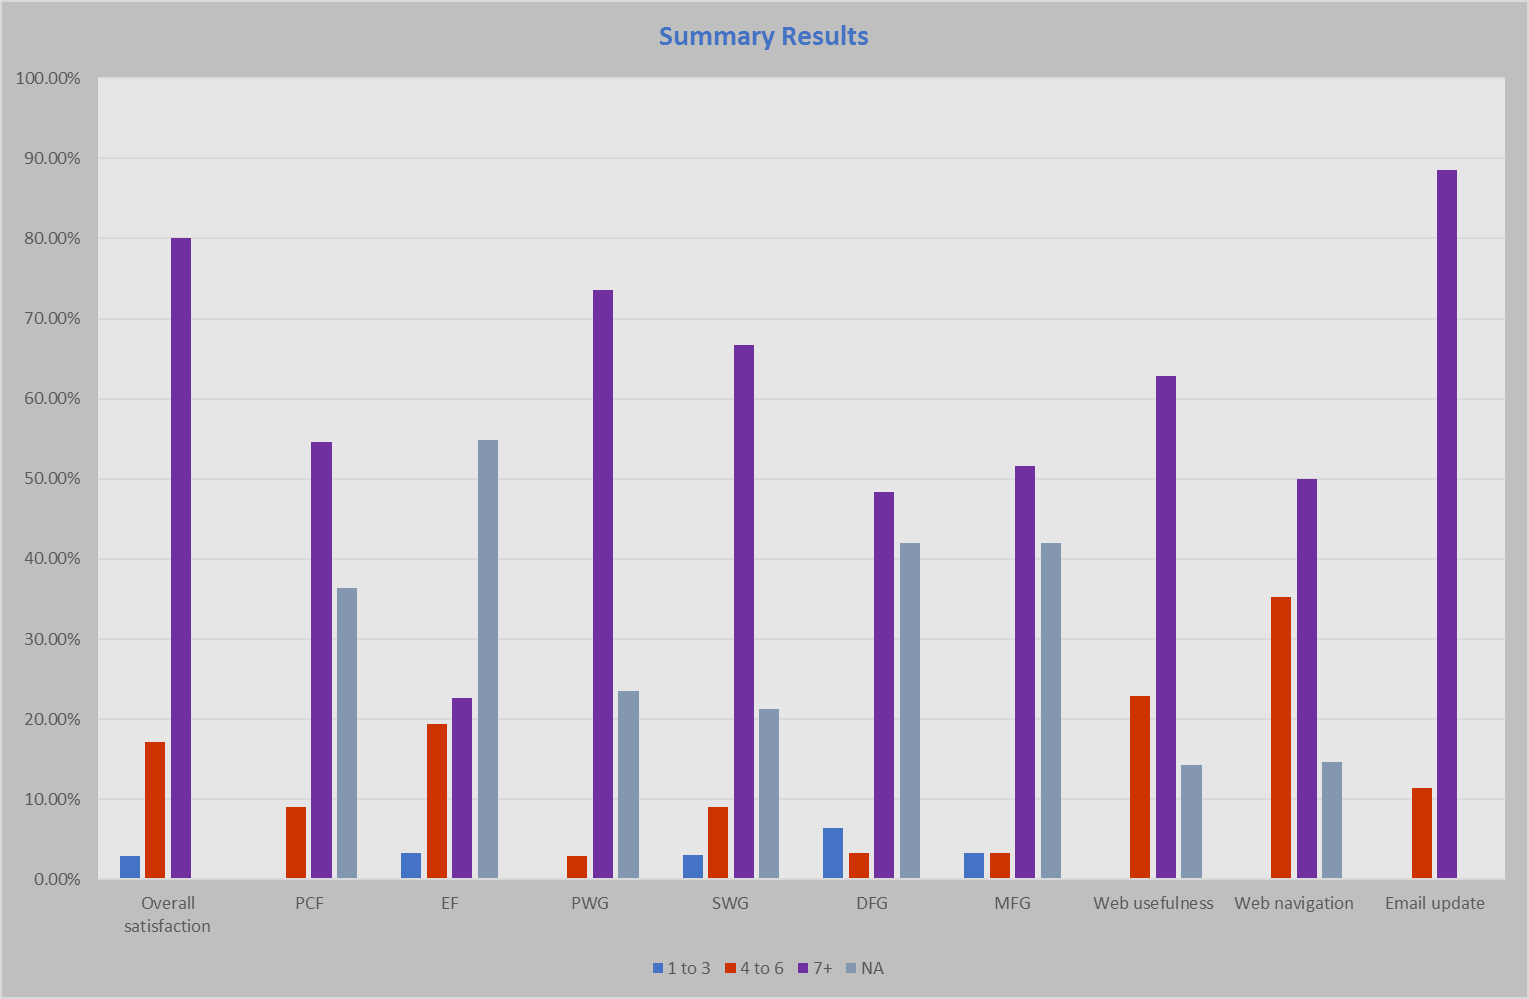 Summary Results
100.00%
90.00%
80.00%
70.00%
60.00%
50.00%
40.00%
30.00%
20.00%
10.00%
0.00%
Overall
satisfaction
PCF
EF
PWG
SWG
DFG
MFG
Web usefulness
Web navigation
Email update
1 to 3
4 to 6
7+
NA